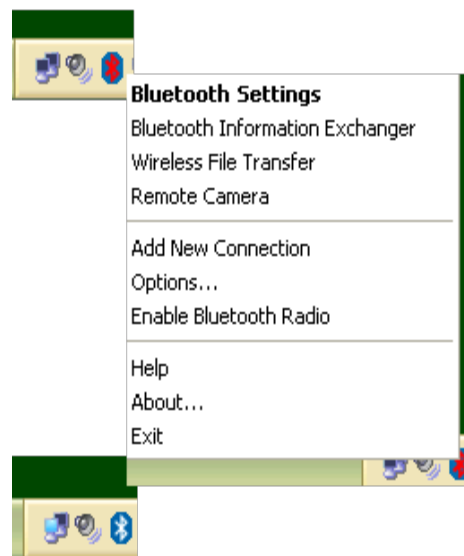 Bluetooth Settings
Bluetooth Information Exchanger
Wireless File Transfer
Remote Camera
Add New Connection
Options...
Enable Bluetooth Radio
Help
About...
Exit